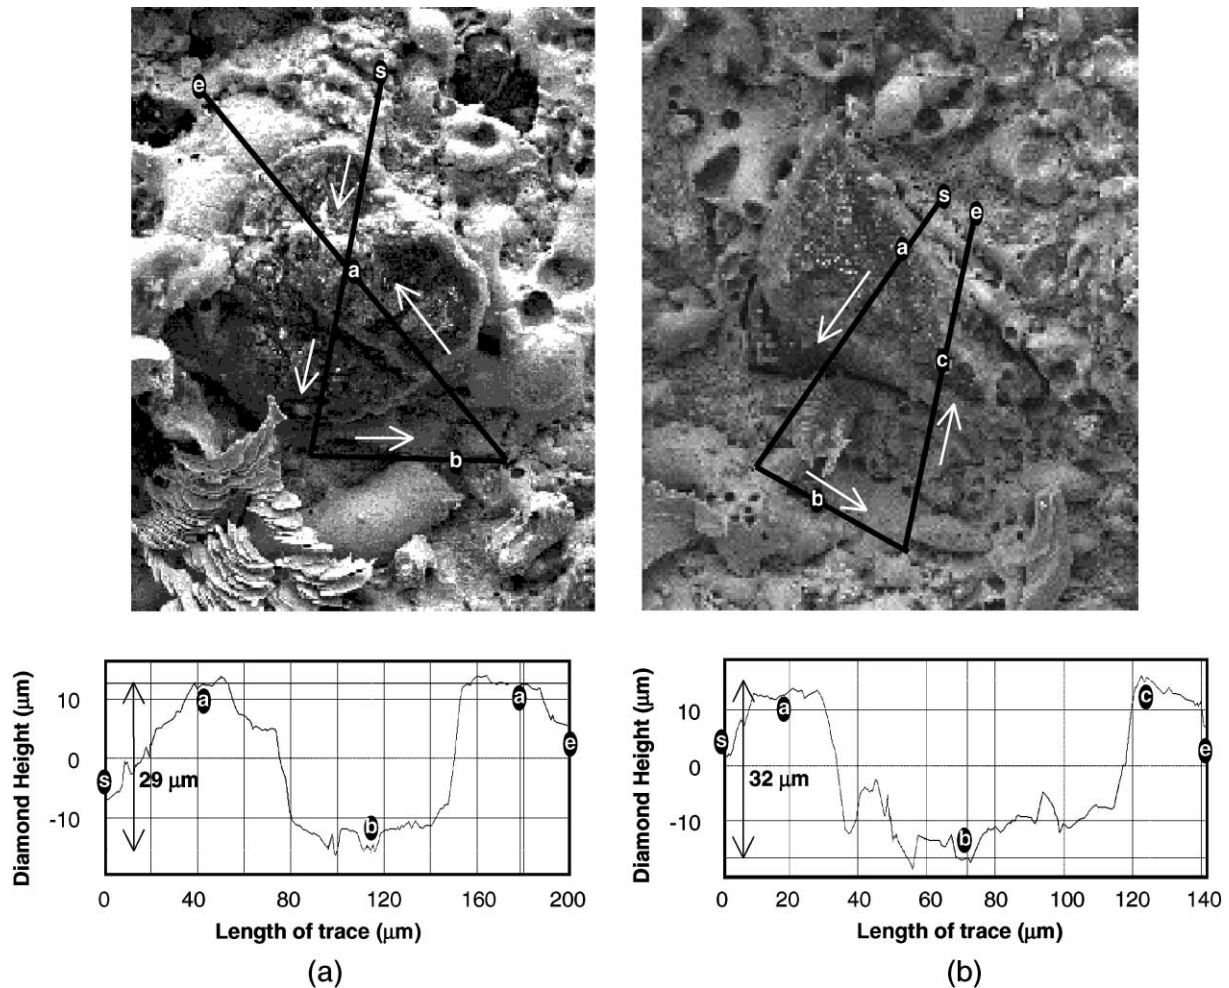 e
s
a
b
s
e
a
c
b
Diamond Height (μm)
10
0
-10
s
a
29 μm
b
a
e
0
40
80
120
160
200
Length of trace (μm)
(a)
Diamond Height (μm)
10
0
-10
s
a
32 μm
b
c
e
0
20
40
60
80
100
120
140
Length of trace (μm)
(b)